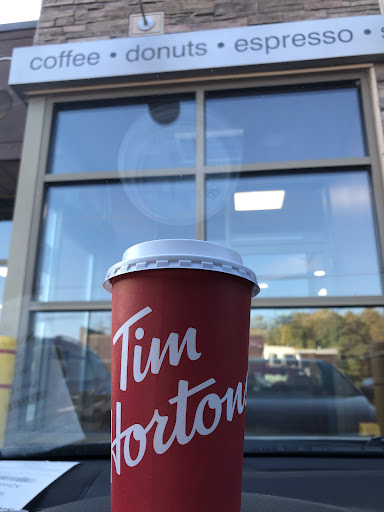 coffee • donuts • espresso •
Tim
Hortons